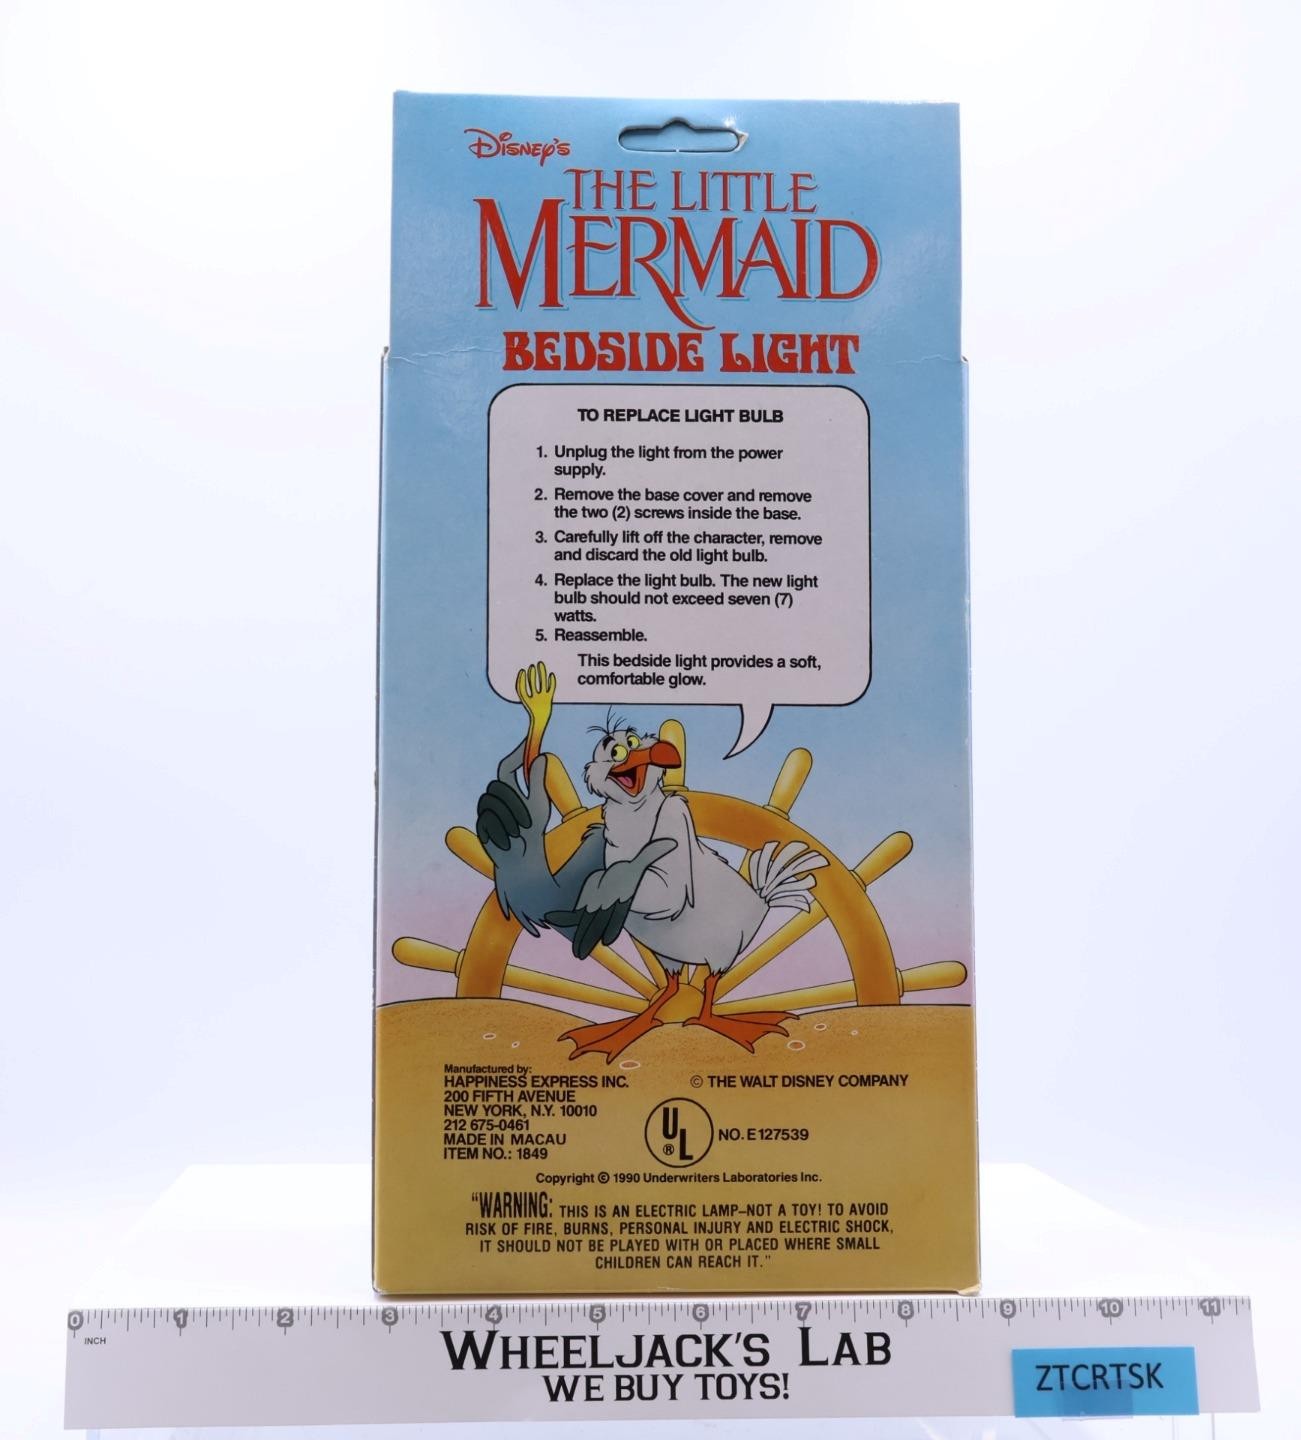 Disney's
THE LITTLE
MERMAID
BEDSIDE LIGHT
TO REPLACE LIGHT BULB
1. Unplug the light from the power
supply.
2. Remove the base cover and remove
the two (2) screws inside the base.
3. Carefully lift off the character, remove
and discard the old light bulb.
4. Replace the light bulb. The new light
bulb should not exceed seven (7)
watts.
5. Reassemble.
This bedside light provides a soft,
comfortable glow.
Manufactured by:
HAPPINESS EXPRESS INC.
200 FIFTH AVENUE
NEW YORK, N.Y. 10010
212 675-0461
MADE IN MACAU
ITEM NO.: 1849
© THE WALT DISNEY COMPANY
UL ® NO. E127539
Copyright © 1990 Underwriters Laboratories Inc.
"WARNING: THIS IS AN ELECTRIC LAMP–NOT A TOY! TO AVOID
RISK OF FIRE, BURNS, PERSONAL INJURY AND ELECTRIC SHOCK,
IT SHOULD NOT BE PLAYED WITH OR PLACED WHERE SMALL
CHILDREN CAN REACH IT."
0 1 2 3 4 5 6 7 8 9 10 11
INCH
WHEELJACK'S LAB
WE BUY TOYS!
ZTCRTSK